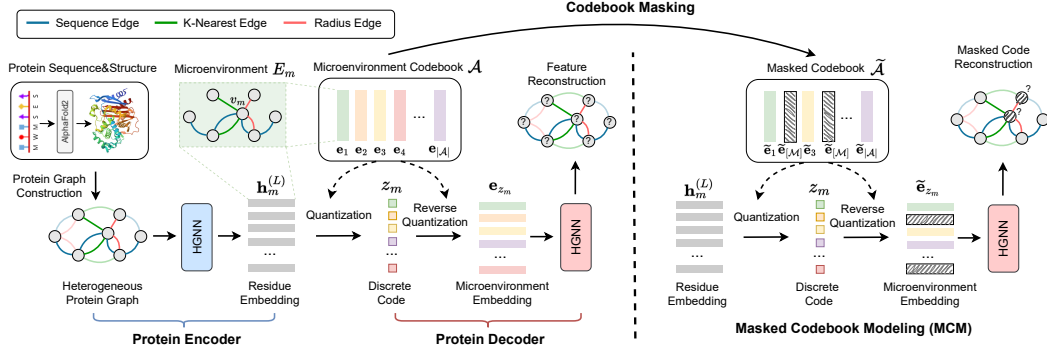 Codebook Masking
Sequence Edge
K-Nearest Edge
Radius Edge
Protein Sequence&Structure
M W M S E S
AlphaFold2
Protein Graph
Construction
Heterogeneous
Protein Graph
HGNN
Microenvironment E_m
v_m
h_m^(L)
...
Residue
Embedding
Protein Encoder
Microenvironment Codebook 𝒜
...
e_1 e_2 e_3 e_4 e_|𝒜|
Quantization
z_m
...
Discrete
Code
Reverse
Quantization
e_{z_m}
...
Microenvironment
Embedding
HGNN
Feature
Reconstruction
? ? ? ? ? ? ?
Protein Decoder
Masked Codebook 𝒜̃
...
ẽ_1 ẽ_[ℳ] ẽ_3 ẽ_[ℳ] ẽ_|𝒜|
h_m^(L)
...
Residue
Embedding
Quantization
z_m
...
Discrete
Code
Reverse
Quantization
ẽ_{z_m}
...
Microenvironment
Embedding
HGNN
Masked Code
Reconstruction
? ?
Masked Codebook Modeling (MCM)